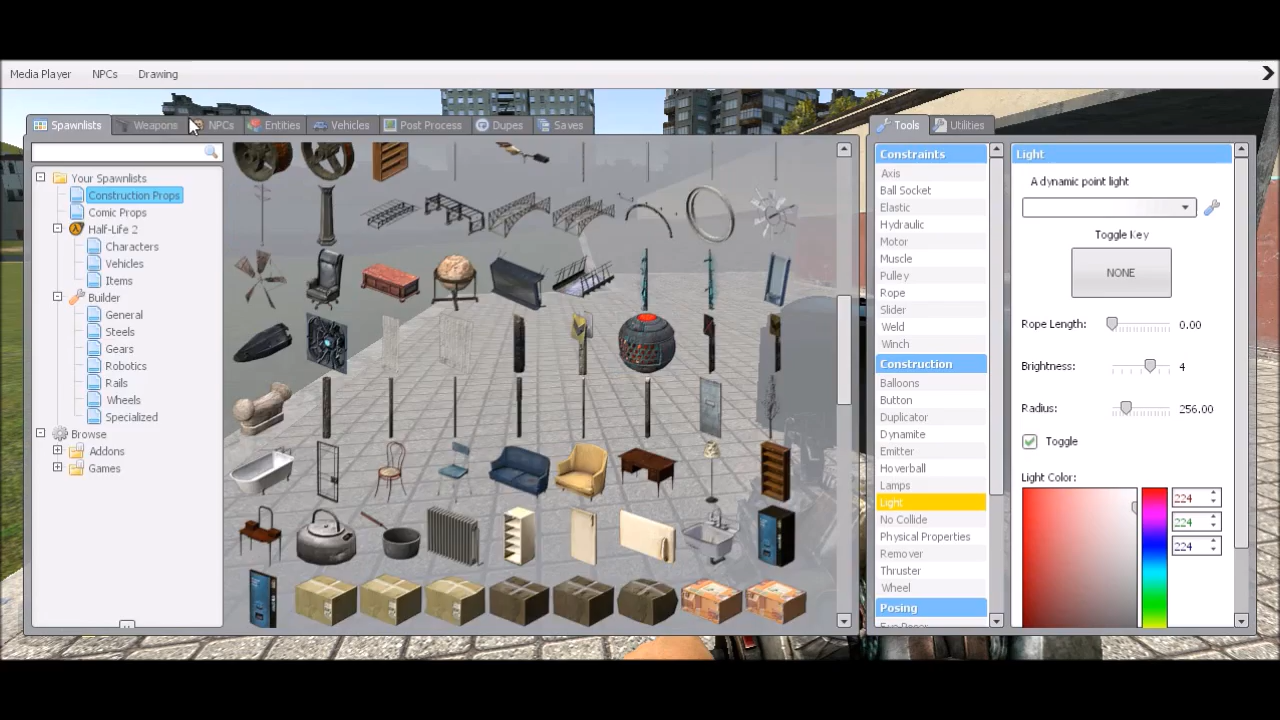 Media Player NPCs Drawing
Spawnlists Weapons NPCs Entities Vehicles Post Process Dupes Saves
Your Spawnlists
Construction Props
Comic Props
Half-Life 2
Characters
Vehicles
Items
Builder
General
Steels
Gears
Robotics
Rails
Wheels
Specialized
Browse
Addons
Games
Tools Utilities
Constraints
Axis
Ball Socket
Elastic
Hydraulic
Motor
Muscle
Pulley
Rope
Slider
Weld
Winch
Construction
Balloons
Button
Duplicator
Dynamite
Emitter
Hoverball
Lamps
Light
No Collide
Physical Properties
Remover
Thruster
Wheel
Posing
Light
A dynamic point light
Toggle Key
NONE
Rope Length: 0.00
Brightness: 4
Radius: 256.00
Toggle
Light Color:
224
224
224